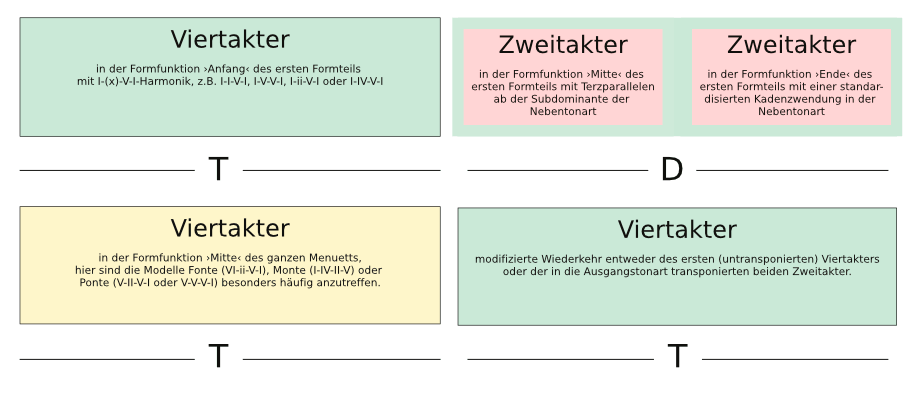 Viertakter
in der Formfunktion ›Anfang‹ des ersten Formteils
mit I-(x)-V-I-Harmonik, z.B. I-I-V-I, I-V-V-I, I-ii-V-I oder I-IV-V-I
Zweitakter
in der Formfunktion ›Mitte‹ des
ersten Formteils mit Terzparallelen
ab der Subdominante der
Nebentonart
Zweitakter
in der Formfunktion ›Ende‹ des
ersten Formteils mit einer standar-
disierten Kadenzwendung in der
Nebentonart
T
D
Viertakter
in der Formfunktion ›Mitte‹ des ganzen Menuetts,
hier sind die Modelle Fonte (VI-ii-V-I), Monte (I-IV-II-V) oder
Ponte (V-II-V-I oder V-V-V-I) besonders häufig anzutreffen.
Viertakter
modifizierte Wiederkehr entweder des ersten (untransponierten) Viertakters
oder der in die Ausgangstonart transponierten beiden Zweitakter.
T
T